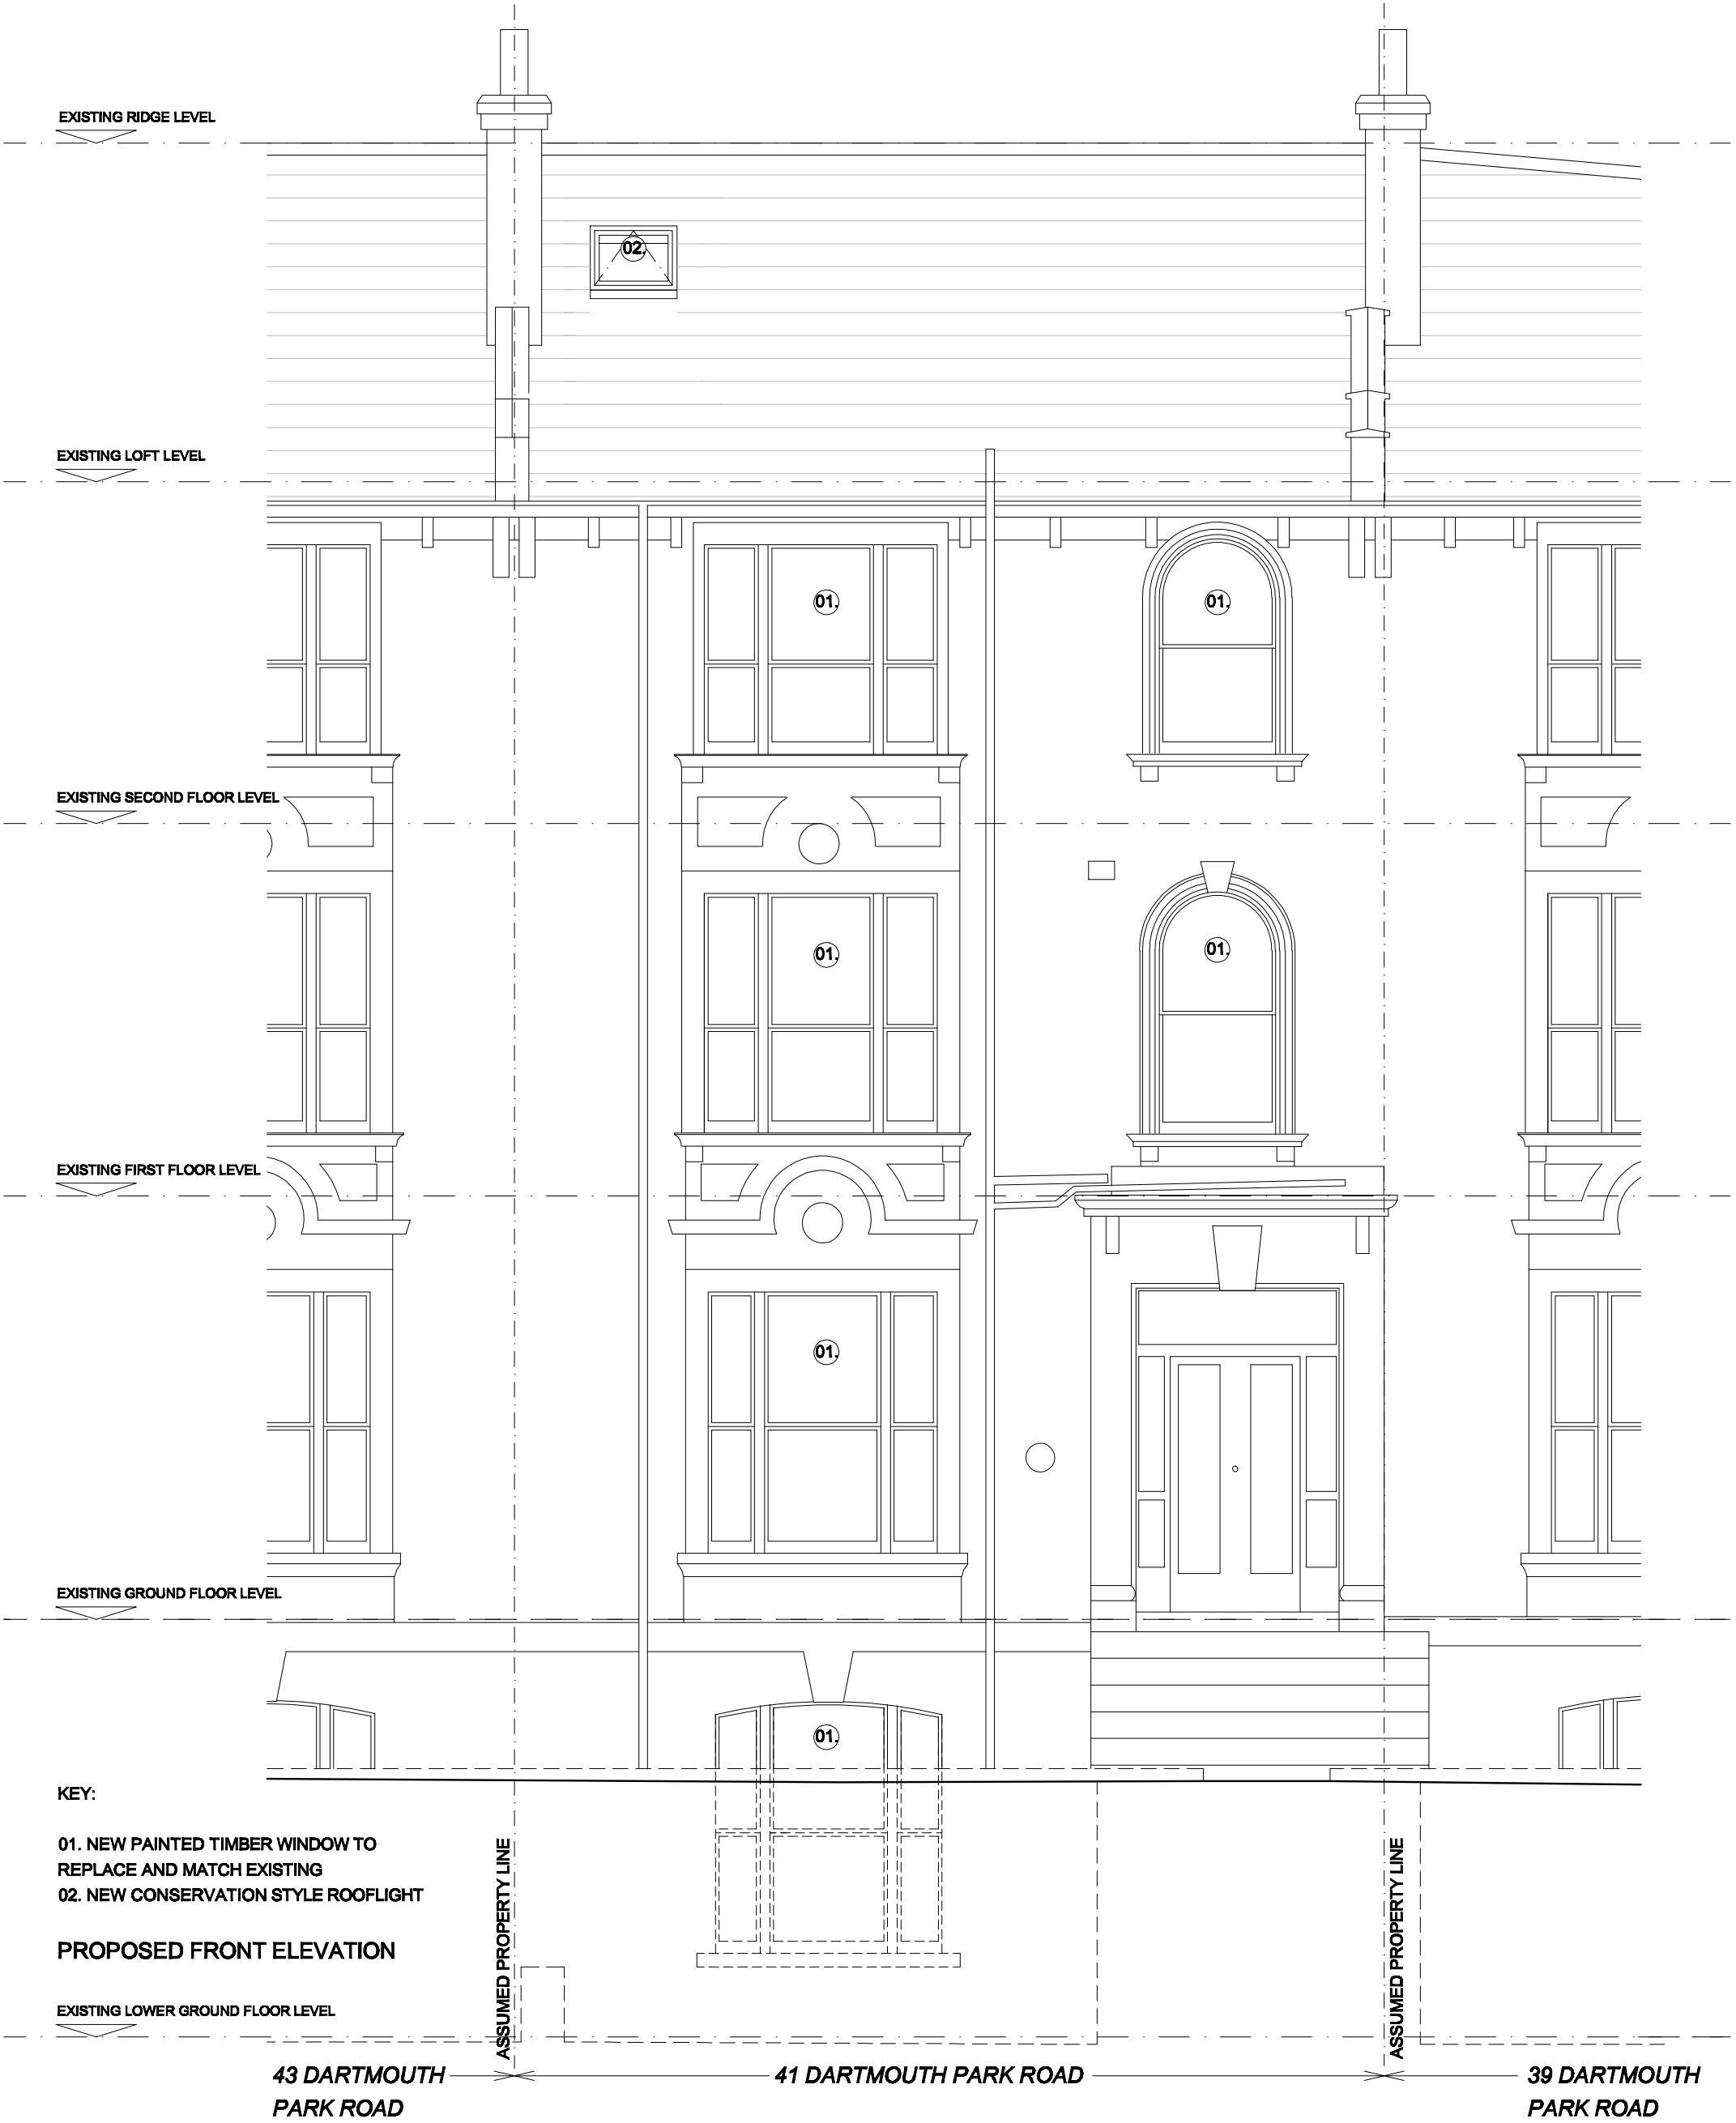 EXISTING RIDGE LEVEL
02.
EXISTING LOFT LEVEL
01.
01.
EXISTING SECOND FLOOR LEVEL
01.
01.
EXISTING FIRST FLOOR LEVEL
01.
EXISTING GROUND FLOOR LEVEL
01.
KEY:
01. NEW PAINTED TIMBER WINDOW TO
REPLACE AND MATCH EXISTING
02. NEW CONSERVATION STYLE ROOFLIGHT
PROPOSED FRONT ELEVATION
ASSUMED PROPERTY LINE
ASSUMED PROPERTY LINE
EXISTING LOWER GROUND FLOOR LEVEL
43 DARTMOUTH
PARK ROAD
41 DARTMOUTH PARK ROAD
39 DARTMOUTH
PARK ROAD